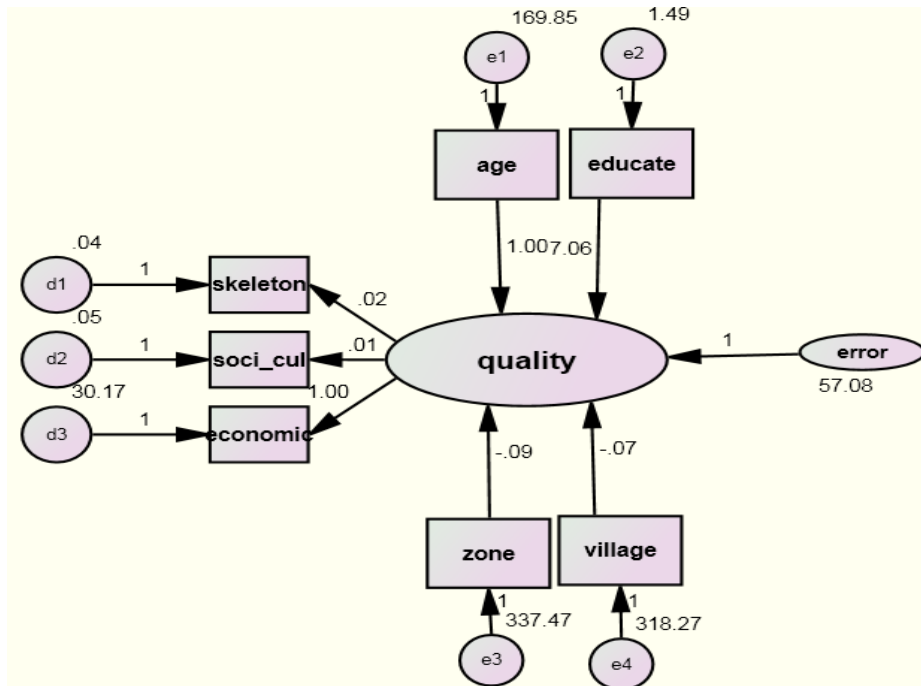 169.85
1.49
e1
e2
1
1
age
educate
1.00
7.06
.04
d1
1
skeleton
.02
.05
d2
1
soci_cul
.01
quality
1
error
57.08
30.17
d3
1
economic
1.00
-.09
-.07
zone
village
1
337.47
1
318.27
e3
e4